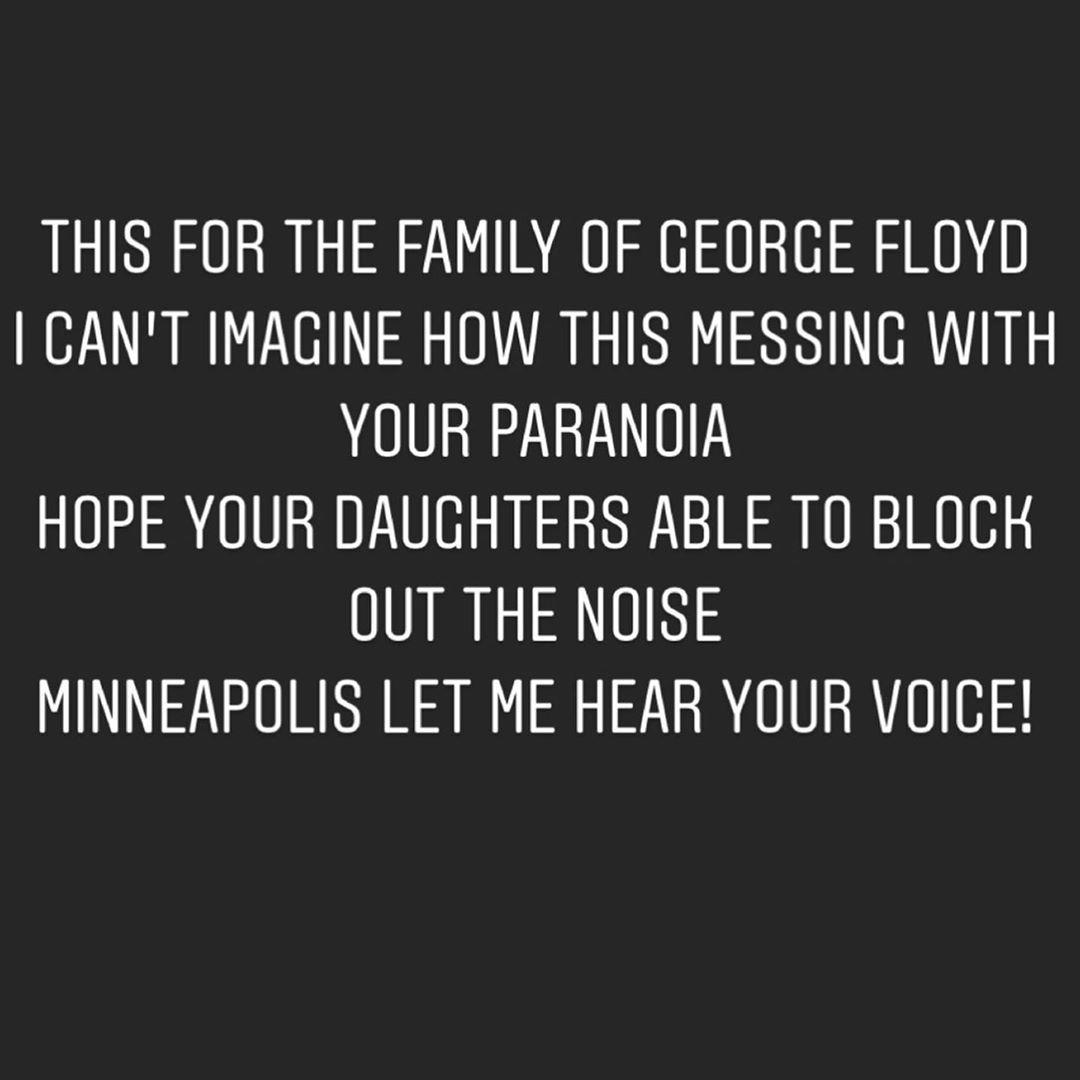 THIS FOR THE FAMILY OF GEORGE FLOYD
I CAN'T IMAGINE HOW THIS MESSING WITH
YOUR PARANOIA
HOPE YOUR DAUGHTERS ABLE TO BLOCK
OUT THE NOISE
MINNEAPOLIS LET ME HEAR YOUR VOICE!